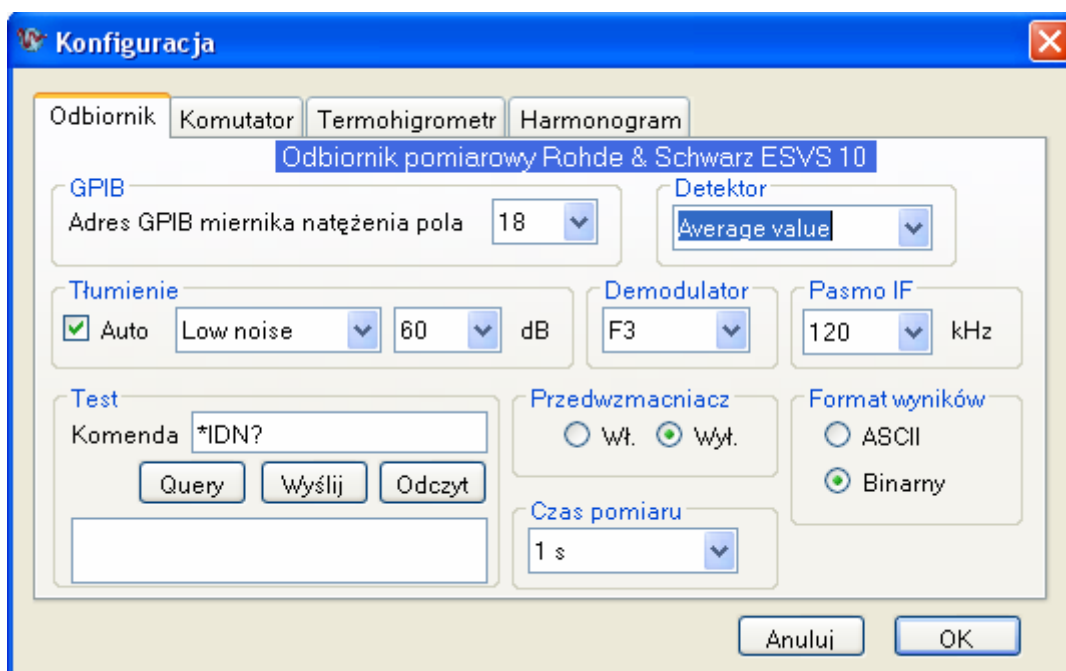 Konfiguracja
Odbiornik Komutator Termohigrometr Harmonogram
Odbiornik pomiarowy Rohde & Schwarz ESVS 10
GPIB
Adres GPIB miernika natężenia pola 18
Detektor
Average value
Tłumienie
Auto Low noise 60 dB
Demodulator
F3
Pasmo IF
120 kHz
Test
Komenda *IDN?
Query Wyślij Odczyt
Przedwzmacniacz
Wł. Wył.
Czas pomiaru
1 s
Format wyników
ASCII
Binarny
Anuluj OK